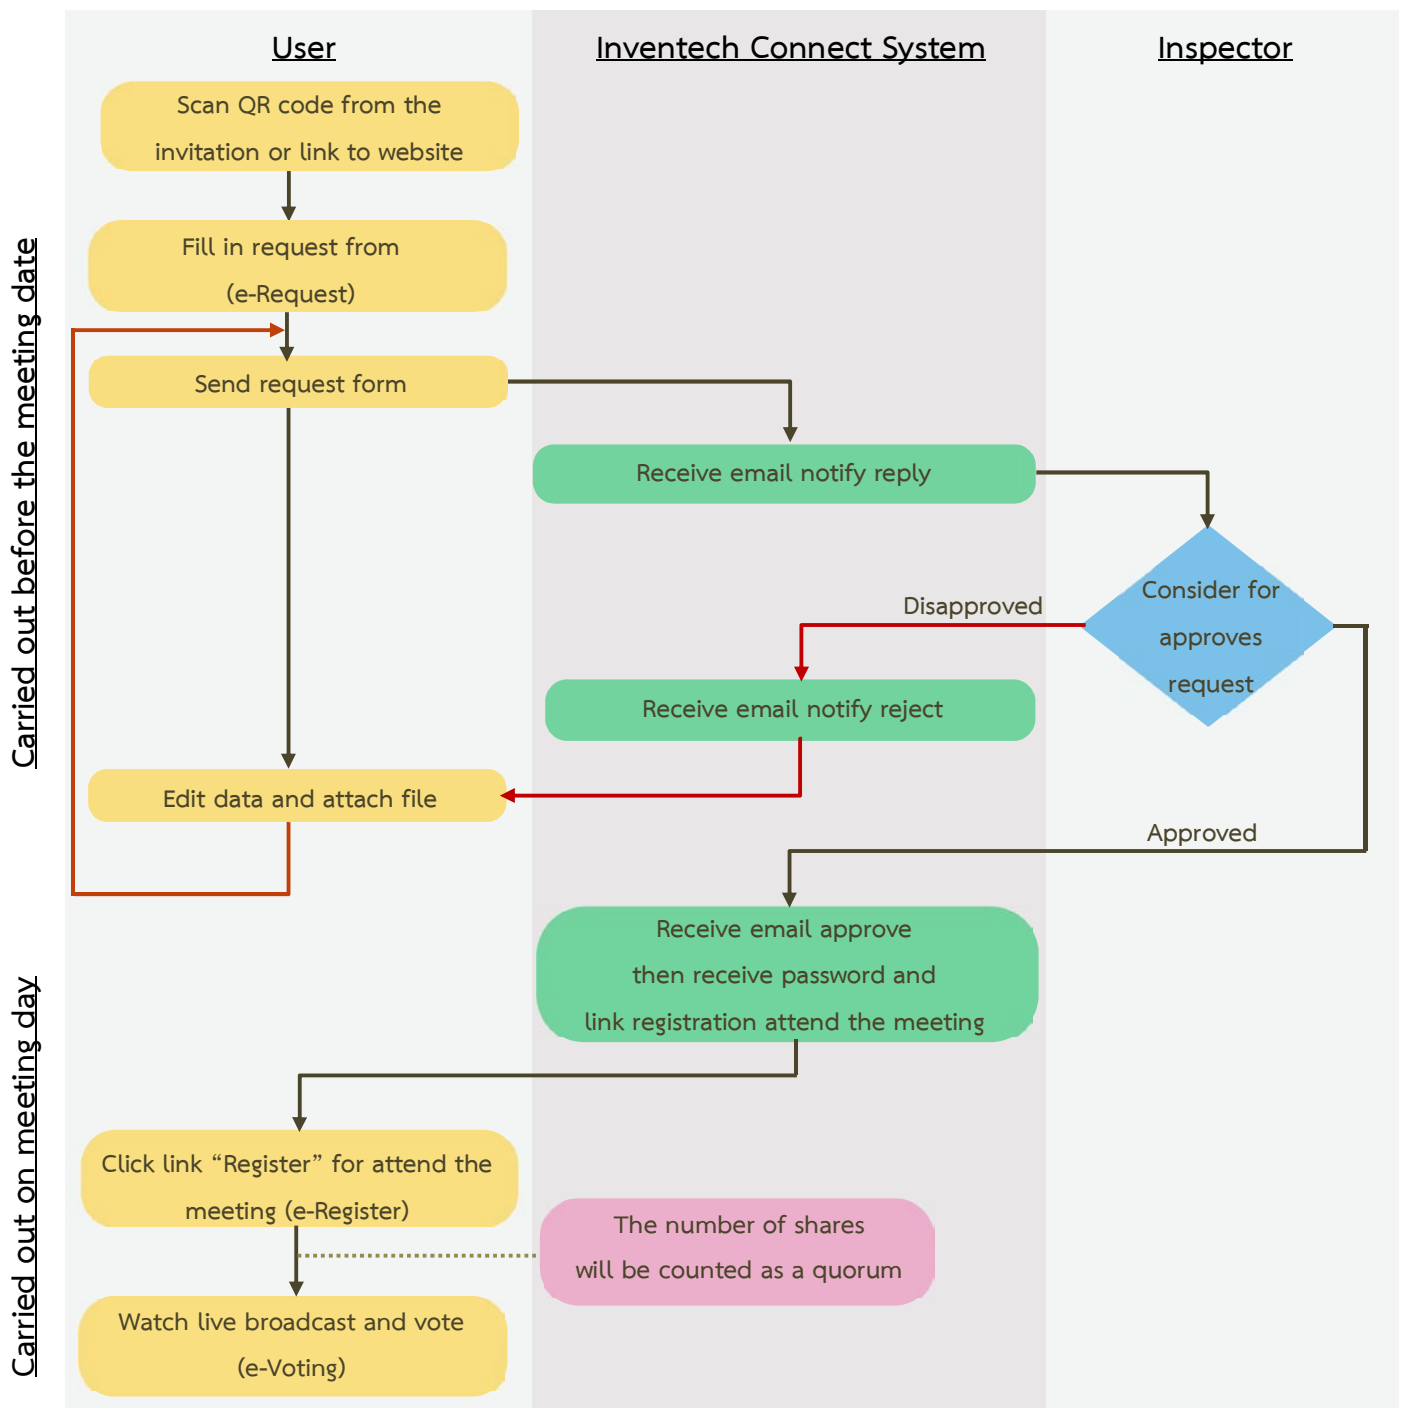 User
Inventech Connect System
Inspector
Carried out before the meeting date
Scan QR code from the
invitation or link to website
Fill in request from
(e-Request)
Send request form
Receive email notify reply
Consider for
approves
request
Disapproved
Receive email notify reject
Edit data and attach file
Approved
Carried out on meeting day
Receive email approve
then receive password and
link registration attend the meeting
Click link “Register” for attend the
meeting (e-Register)
The number of shares
will be counted as a quorum
Watch live broadcast and vote
(e-Voting)